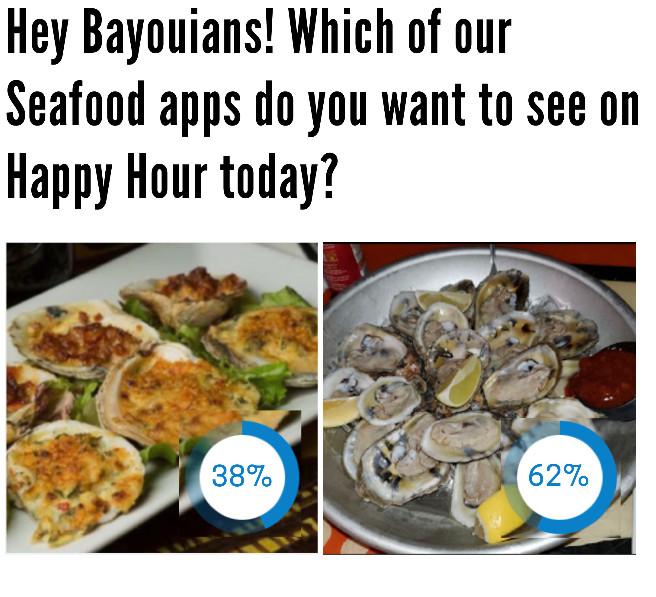 Hey Bayouians! Which of our
Seafood apps do you want to see on
Happy Hour today?
38%
62%